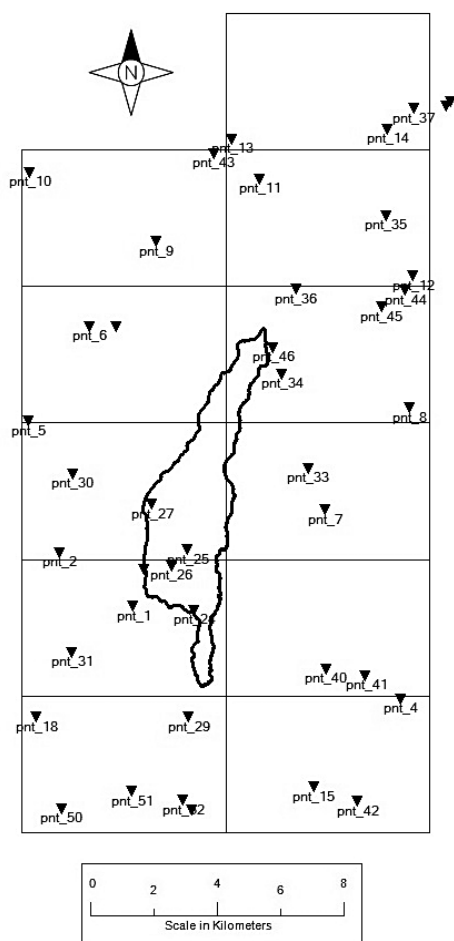 N
pnt_37
pnt_14
pnt_13
pnt_43
pnt_10
pnt_11
pnt_35
pnt_9
pnt_12
pnt_36
pnt_44
pnt_45
pnt_6
pnt_46
pnt_34
pnt_8
pnt_5
pnt_33
pnt_30
pnt_27
pnt_7
pnt_2
pnt_25
pnt_26
pnt_1
pnt_31
pnt_40
pnt_41
pnt_4
pnt_18
pnt_29
pnt_51
pnt_15
pnt_50
pnt_42
0 2 4 6 8
Scale in Kilometers